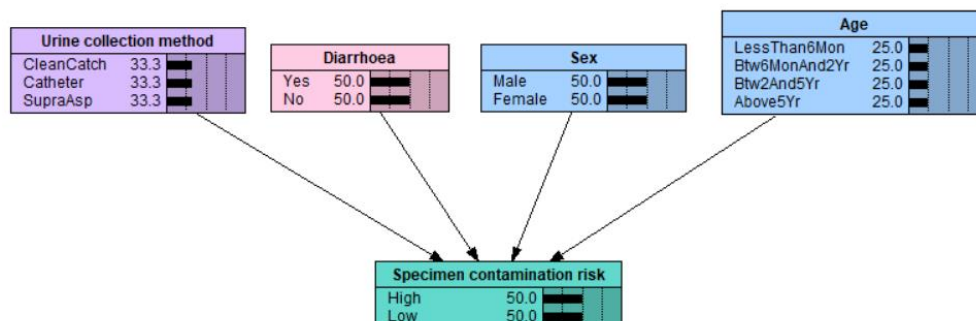 Urine collection method
CleanCatch 33.3
Catheter 33.3
SupraAsp 33.3
Diarrhoea
Yes 50.0
No 50.0
Sex
Male 50.0
Female 50.0
Age
LessThan6Mon 25.0
Btw6MonAnd2Yr 25.0
Btw2And5Yr 25.0
Above5Yr 25.0
Specimen contamination risk
High 50.0
Low 50.0